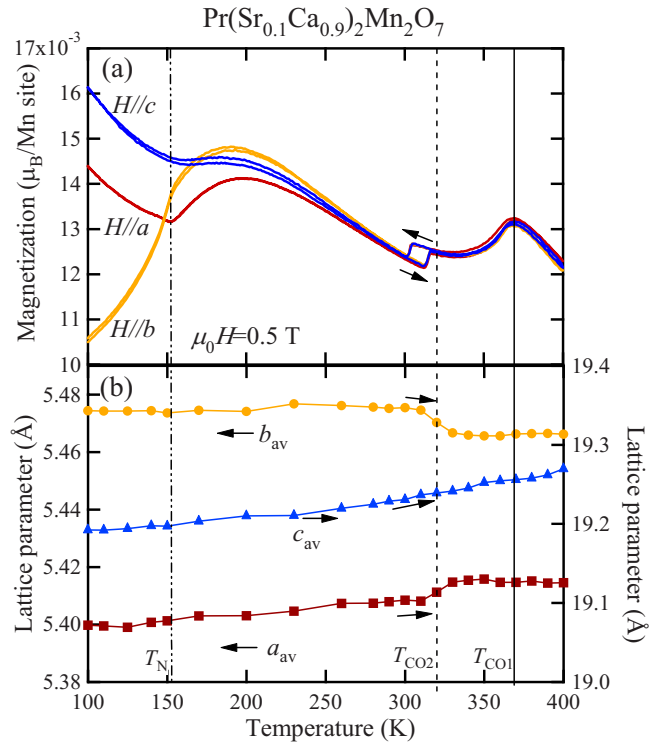 Pr(Sr0.1Ca0.9)2Mn2O7
17x10-3
(a)
16
15
14
13
12
11
10
Magnetization (μB/Mn site)
H//c
H//a
H//b
μ0H=0.5 T
(b)
5.48
5.46
5.44
5.42
5.40
5.38
Lattice parameter (Å)
19.4
19.3
19.2
19.1
19.0
Lattice parameter (Å)
bav
cav
aav
TN
TCO2
TCO1
100 150 200 250 300 350 400
Temperature (K)